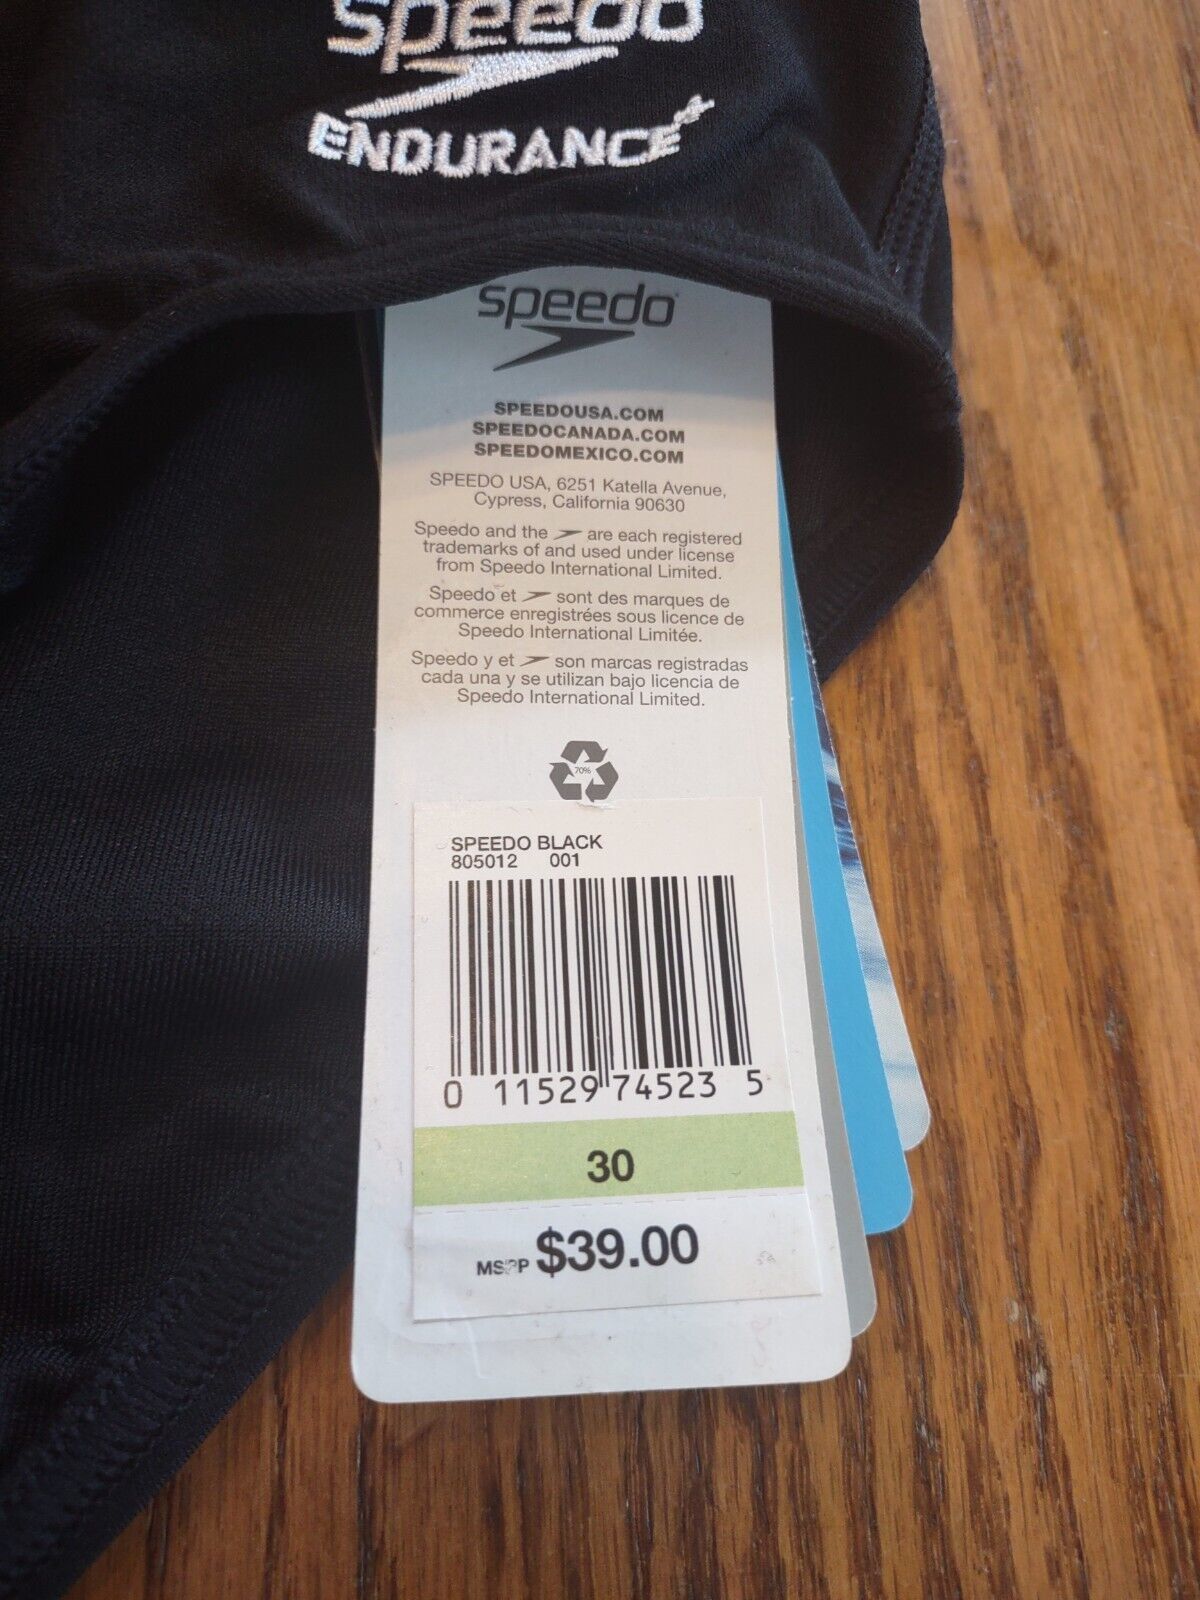 speedo
ENDURANCE+
speedo
SPEEDOUSA.COM
SPEEDOCANADA.COM
SPEEDOMEXICO.COM
SPEEDO USA, 6251 Katella Avenue,
Cypress, California 90630
Speedo and the are each registered
trademarks of and used under license
from Speedo International Limited.
Speedo et sont des marques de
commerce enregistrées sous licence de
Speedo International Limitée.
Speedo y et son marcas registradas
cada una y se utilizan bajo licencia de
Speedo International Limited.
70%
SPEEDO BLACK
805012 001
0 11529 74523 5
30
MSRP $39.00